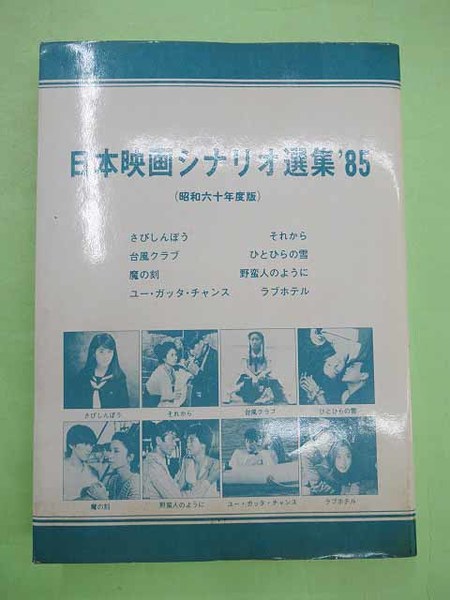 日本映画シナリオ選集'85
(昭和六十年度版)
さびしんぼう それから
台風クラブ ひとひらの雪
魔の刻 野蛮人のように
ユー・ガッタ・チャンス ラブホテル
さびしんぼう それから 台風クラブ ひとひらの雪
魔の刻 野蛮人のように ユー・ガッタ・チャンス ラブホテル